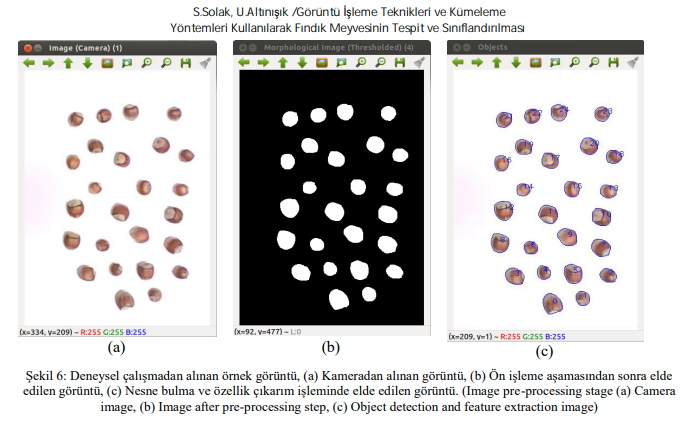 S.Solak, U.Altınışık /Görüntü İşleme Teknikleri ve Kümeleme
Yöntemleri Kullanılarak Fındık Meyvesinin Tespit ve Sınıflandırılması
Image (Camera) (1)
Morphological Image (Thresholded) (4)
Objects
(x=334, y=209) ~ R:255 G:255 B:255
(x=92, y=477) ~ L:0
(x=209, y=1) ~ R:255 G:255 B:255
(a)
(b)
(c)
Şekil 6: Deneysel çalışmadan alınan örnek görüntü, (a) Kameradan alınan görüntü, (b) Ön işleme aşamasından sonra elde
edilen görüntü, (c) Nesne bulma ve özellik çıkarım işleminde elde edilen görüntü. (Image pre-processing stage (a) Camera
image, (b) Image after pre-processing step, (c) Object detection and feature extraction image)